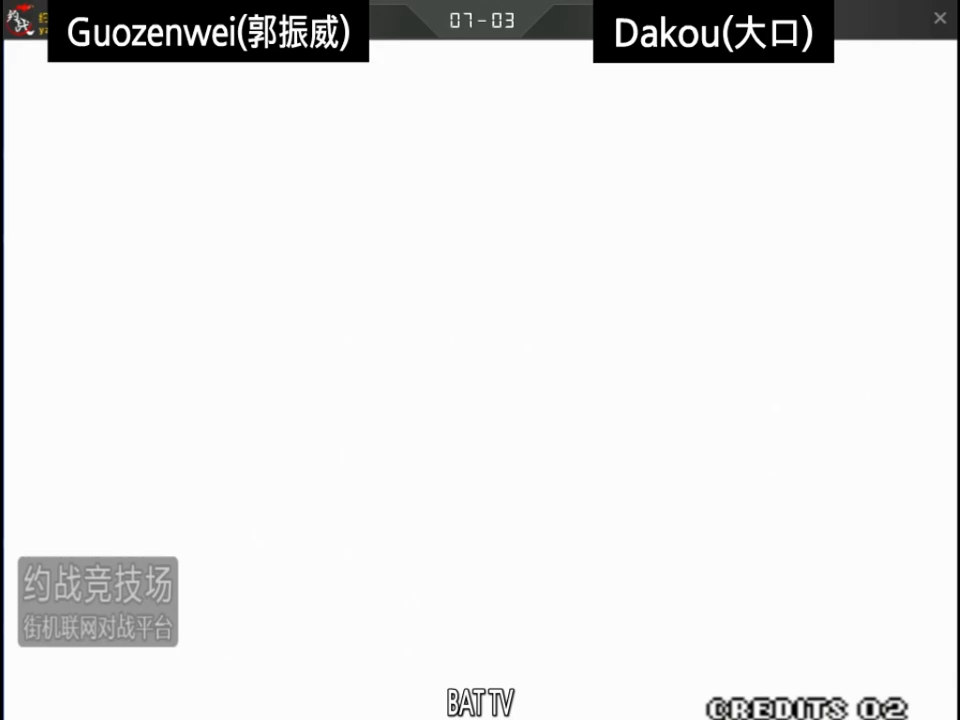 Guozenwei(郭振威)
07-03
Dakou(大口)
约战竞技场
街机联网对战平台
BAT TV
CREDITS 02